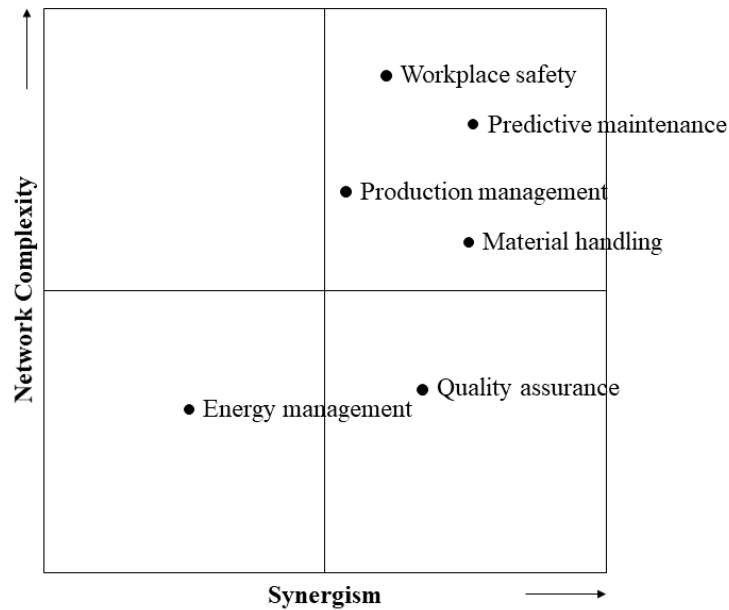 Workplace safety
Predictive maintenance
Production management
Material handling
Network Complexity
Quality assurance
Energy management
Synergism